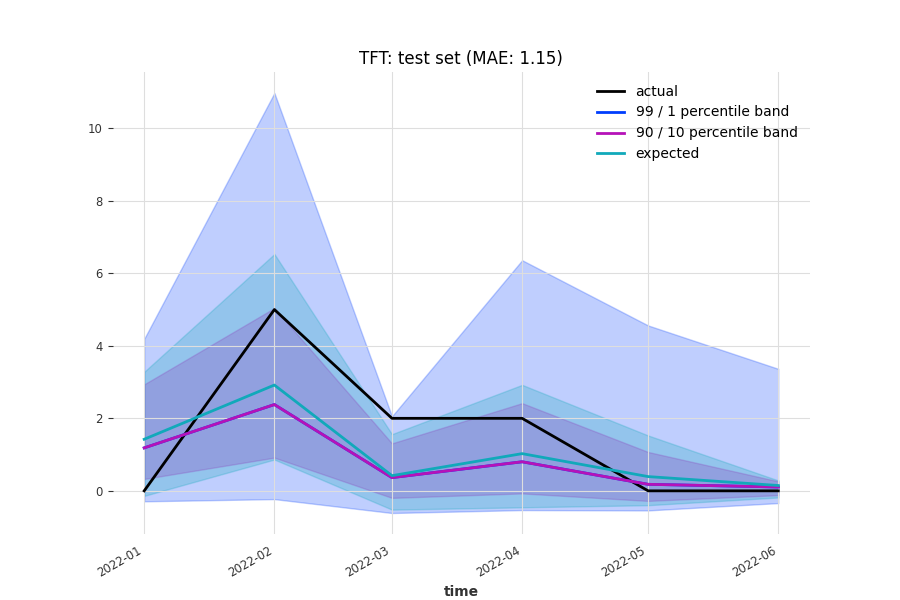 TFT: test set (MAE: 1.15)
actual
99 / 1 percentile band
90 / 10 percentile band
expected
10
8
6
4
2
0
2022-01
2022-02
2022-03
2022-04
2022-05
2022-06
time